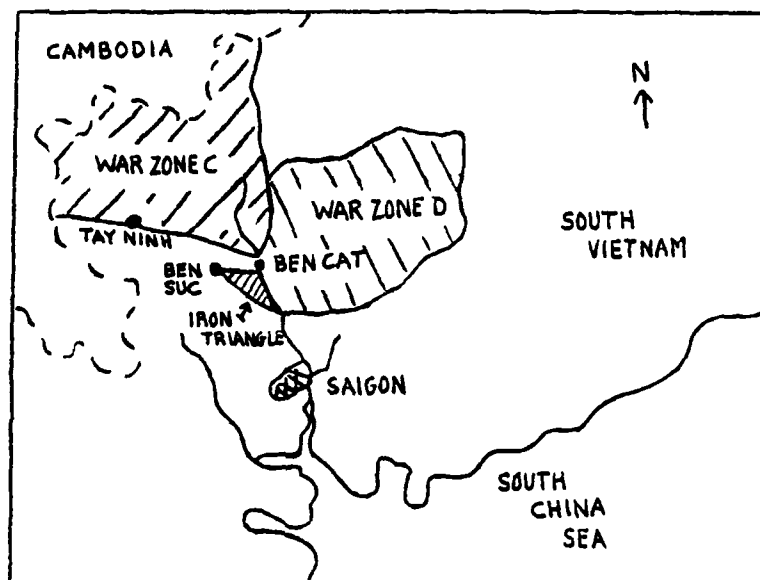 CAMBODIA
N
WAR ZONE C
WAR ZONE D
SOUTH
VIETNAM
TAY NINH
BEN CAT
BEN
SUC
IRON
TRIANGLE
SAIGON
SOUTH
CHINA
SEA